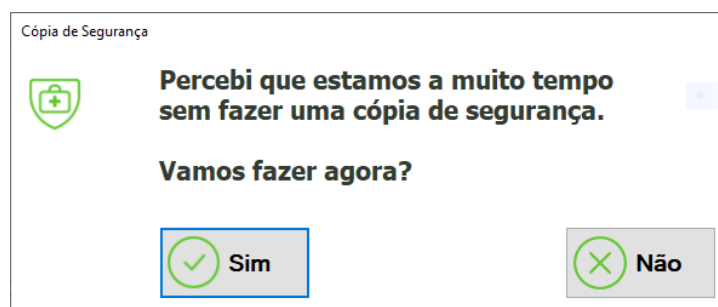 Cópia de Segurança
Percebi que estamos a muito tempo
sem fazer uma cópia de segurança.
Vamos fazer agora?
Sim
Não